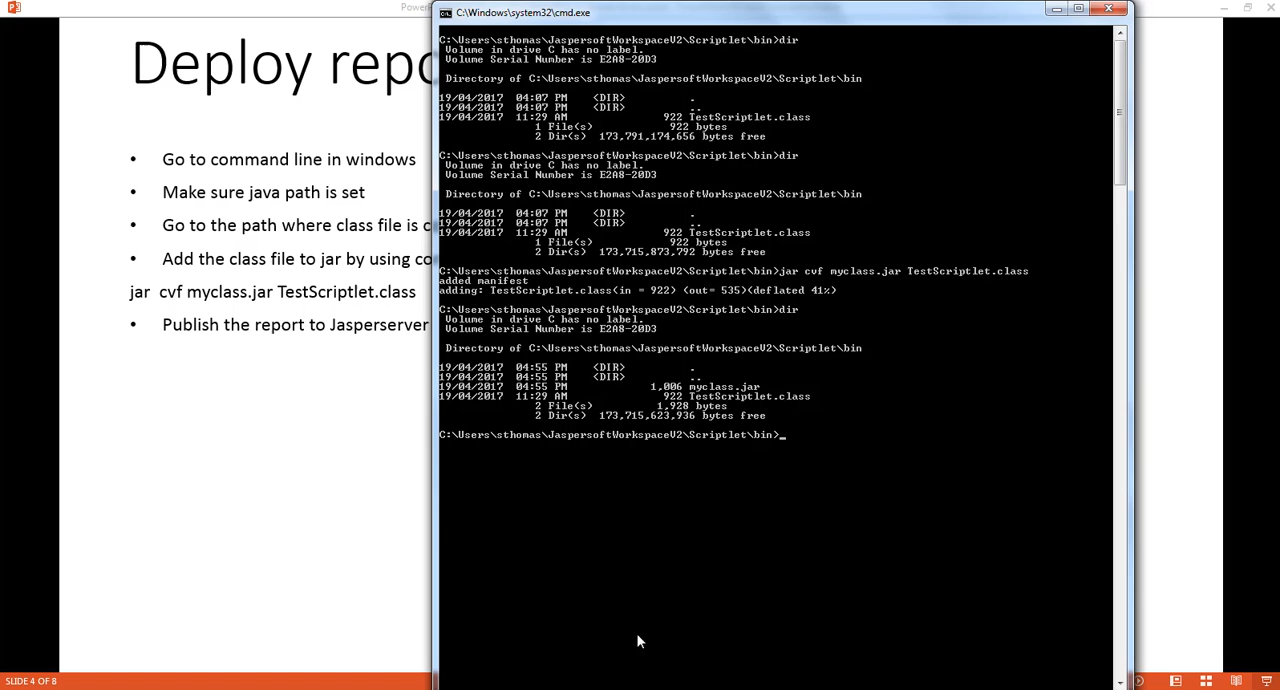 C:\Windows\system32\cmd.exe
Deploy repo
• Go to command line in windows
• Make sure java path is set
• Go to the path where class file is c
• Add the class file to jar by using co
jar cvf myclass.jar TestScriptlet.class
• Publish the report to Jasperserver
C:\Users\sthomas\JaspersoftWorkspaceV2\Scriptlet\bin>dir
Volume in drive C has no label.
Volume Serial Number is E2A8-20D3
Directory of C:\Users\sthomas\JaspersoftWorkspaceV2\Scriptlet\bin
19/04/2017 04:07 PM <DIR> .
19/04/2017 04:07 PM <DIR> ..
19/04/2017 11:29 AM 922 TestScriptlet.class
1 File(s) 922 bytes
2 Dir(s) 173,791,174,656 bytes free
C:\Users\sthomas\JaspersoftWorkspaceV2\Scriptlet\bin>dir
Volume in drive C has no label.
Volume Serial Number is E2A8-20D3
Directory of C:\Users\sthomas\JaspersoftWorkspaceV2\Scriptlet\bin
19/04/2017 04:07 PM <DIR> .
19/04/2017 04:07 PM <DIR> ..
19/04/2017 11:29 AM 922 TestScriptlet.class
1 File(s) 922 bytes
2 Dir(s) 173,715,873,792 bytes free
C:\Users\sthomas\JaspersoftWorkspaceV2\Scriptlet\bin>jar cvf myclass.jar TestScriptlet.class
added manifest
adding: TestScriptlet.class(in = 922) (out= 535)(deflated 41%)
C:\Users\sthomas\JaspersoftWorkspaceV2\Scriptlet\bin>dir
Volume in drive C has no label.
Volume Serial Number is E2A8-20D3
Directory of C:\Users\sthomas\JaspersoftWorkspaceV2\Scriptlet\bin
19/04/2017 04:55 PM <DIR> .
19/04/2017 04:55 PM <DIR> ..
19/04/2017 04:55 PM 1,006 myclass.jar
19/04/2017 11:29 AM 922 TestScriptlet.class
2 File(s) 1,928 bytes
2 Dir(s) 173,715,623,936 bytes free
C:\Users\sthomas\JaspersoftWorkspaceV2\Scriptlet\bin>_
SLIDE 4 OF 8